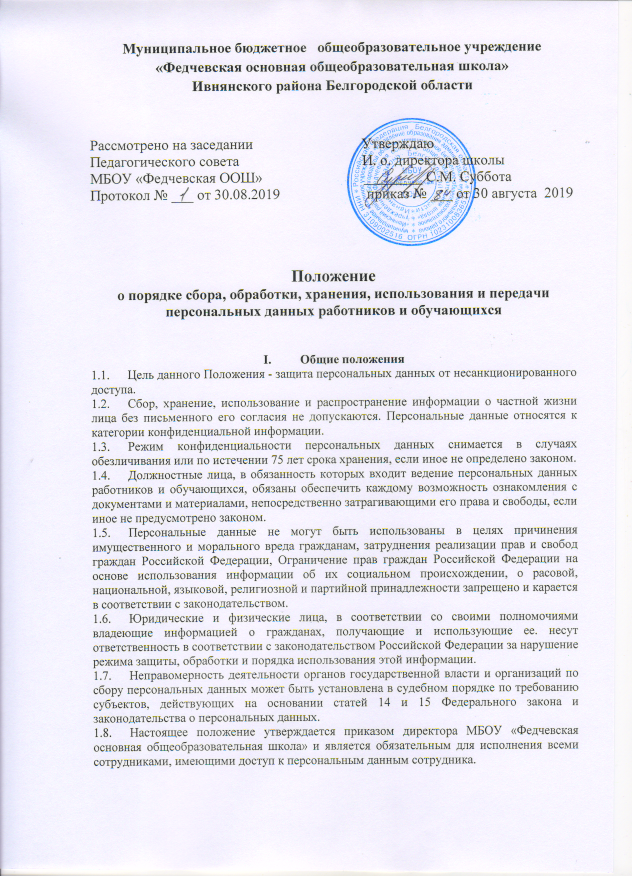 Муниципальное бюджетное общеобразовательное учреждение
«Федчевская основная общеобразовательная школа»
Ивнянского района Белгородской области
Рассмотрено на заседании
Педагогического совета
МБОУ «Федчевская ООШ»
Протокол № 1 от 30.08.2019
Утверждаю
И. о. директора школы
С.М. Суббота
приказ № от 30 августа 2019
Положение
о порядке сбора, обработки, хранения, использования и передачи
персональных данных работников и обучающихся
I. Общие положения
1.1. Цель данного Положения - защита персональных данных от несанкционированного
доступа.
1.2. Сбор, хранение, использование и распространение информации о частной жизни
лица без письменного его согласия не допускаются. Персональные данные относятся к
категории конфиденциальной информации.
1.3. Режим конфиденциальности персональных данных снимается в случаях
обезличивания или по истечении 75 лет срока хранения, если иное не определено законом.
1.4. Должностные лица, в обязанность которых входит ведение персональных данных
работников и обучающихся, обязаны обеспечить каждому возможность ознакомления с
документами и материалами, непосредственно затрагивающими его права и свободы, если
иное не предусмотрено законом.
1.5. Персональные данные не могут быть использованы в целях причинения
имущественного и морального вреда гражданам, затруднения реализации прав и свобод
граждан Российской Федерации, Ограничение прав граждан Российской Федерации на
основе использования информации об их социальном происхождении, о расовой,
национальной, языковой, религиозной и партийной принадлежности запрещено и карается
в соответствии с законодательством.
1.6. Юридические и физические лица, в соответствии со своими полномочиями
владеющие информацией о гражданах, получающие и использующие ее. несут
ответственность в соответствии с законодательством Российской Федерации за нарушение
режима защиты, обработки и порядка использования этой информации.
1.7. Неправомерность деятельности органов государственной власти и организаций по
сбору персональных данных может быть установлена в судебном порядке по требованию
субъектов, действующих на основании статей 14 и 15 Федерального закона и
законодательства о персональных данных.
1.8. Настоящее положение утверждается приказом директора МБОУ «Федчевская
основная общеобразовательная школа» и является обязательным для исполнения всеми
сотрудниками, имеющими доступ к персональным данным сотрудника.